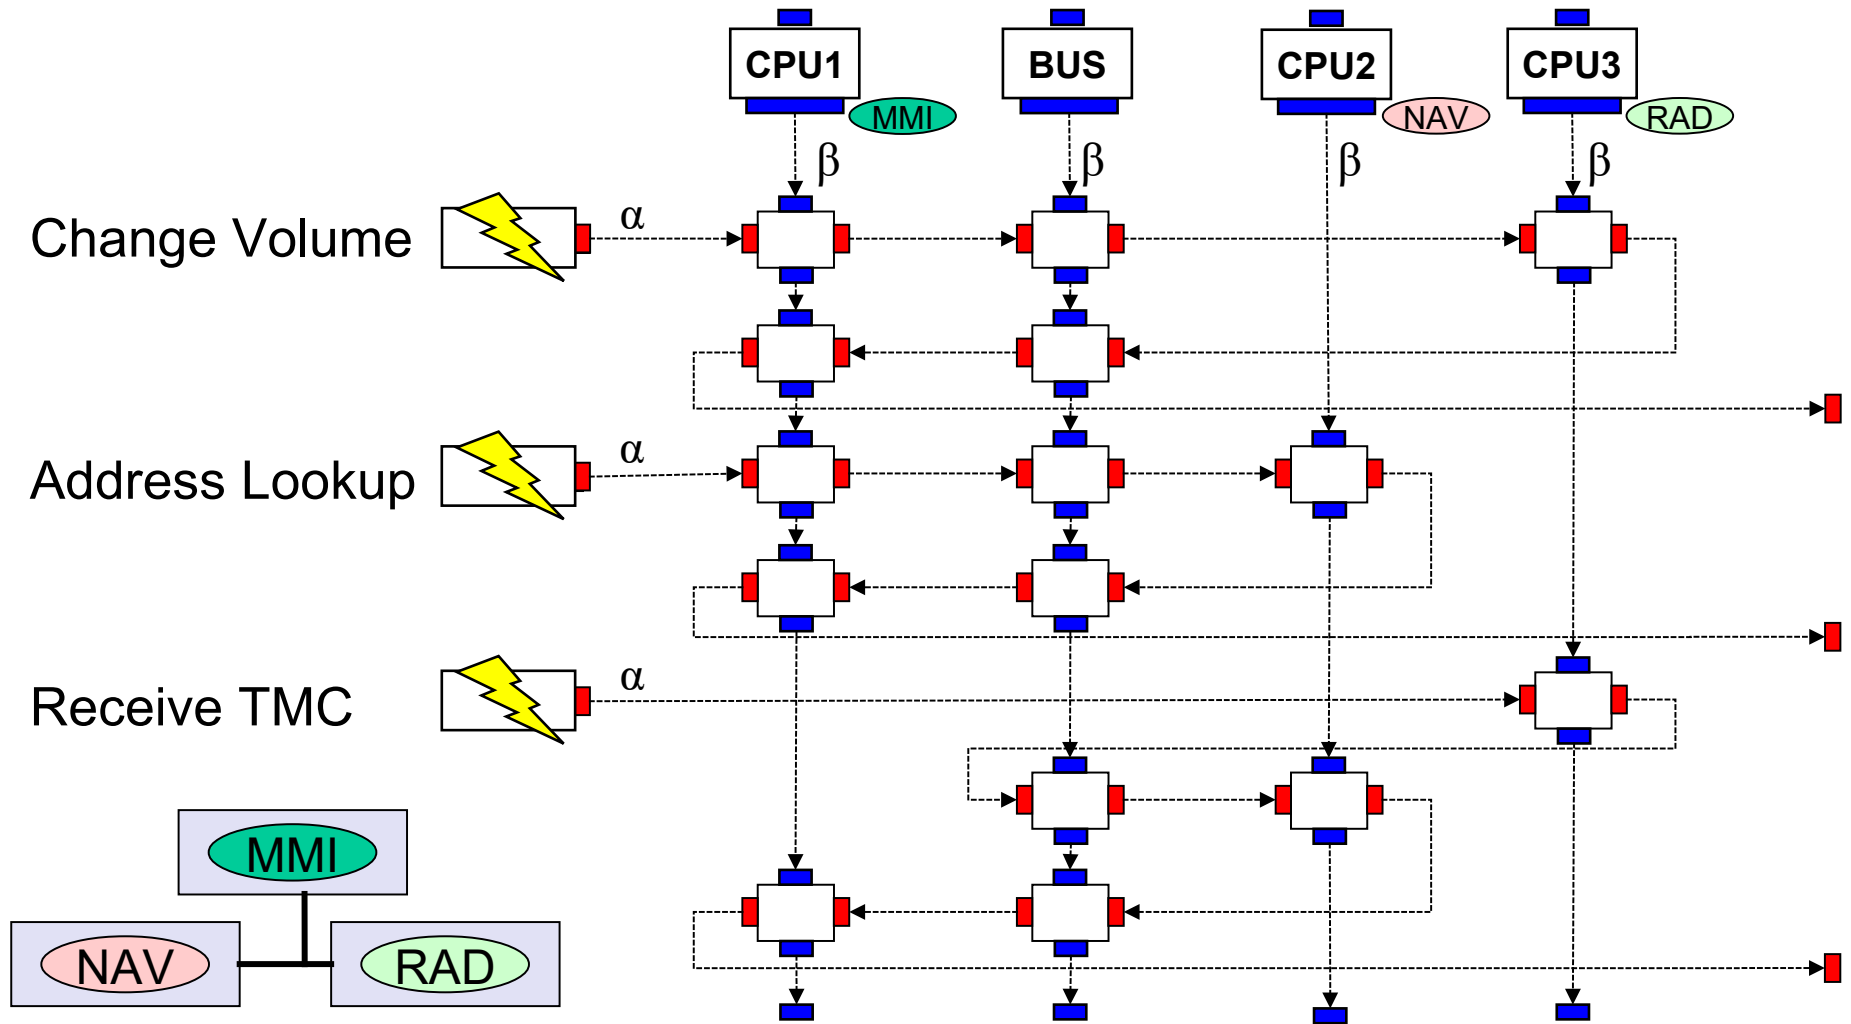 CPU1 BUS CPU2 CPU3
MMI NAV RAD
β β β β
Change Volume α
Address Lookup α
Receive TMC α
MMI
NAV RAD